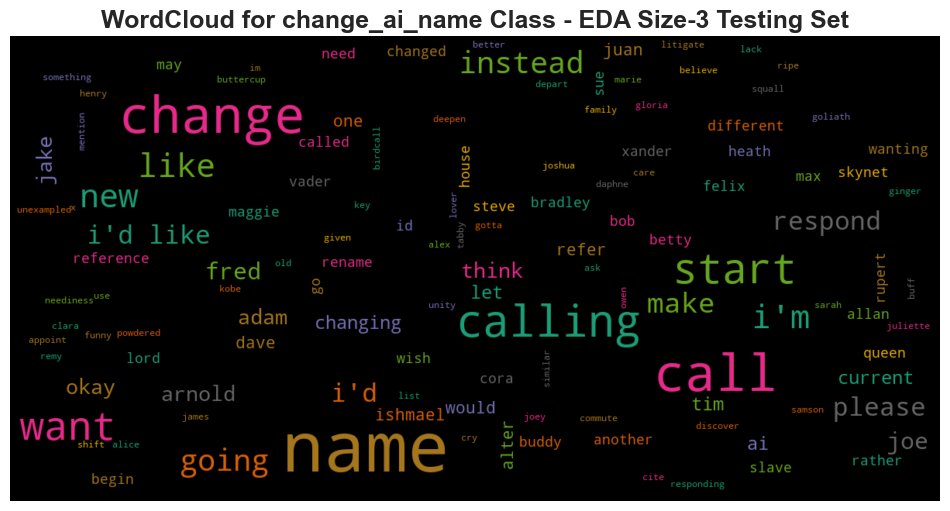 WordCloud for change_ai_name Class - EDA Size-3 Testing Set
need changed better juan litigate lack
something may im buttercup instead depart sue marie believe ripe
henry change one deepen family gloria squall goliath
mention called birdcall different
jake like vader house joshua care xander heath wanting
new maggie key lover steve bradley daphne felix max skynet ginger
unexampled x i'd like given id tabby gotta bob respond
reference fred old rename alex refer betty
kobe go think ask start rupert buff
neediness use let unity owen make i'm sarah allan
clara adam changing calling juliette
appoint funny powdered dave
remy lord wish similar queen
okay arnold i'd list cora call current
want james ishmael would joey commute tim samson please
shift alice name cry alter buddy another discover ai joe
going slave rather
begin cite responding